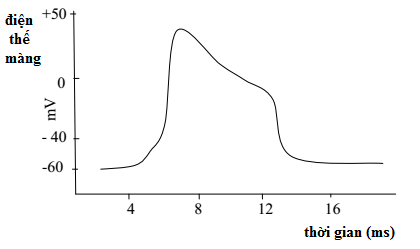 điện
thế
màng
+50
0
mV
- 40
-60
4
8
12
16
thời gian (ms)